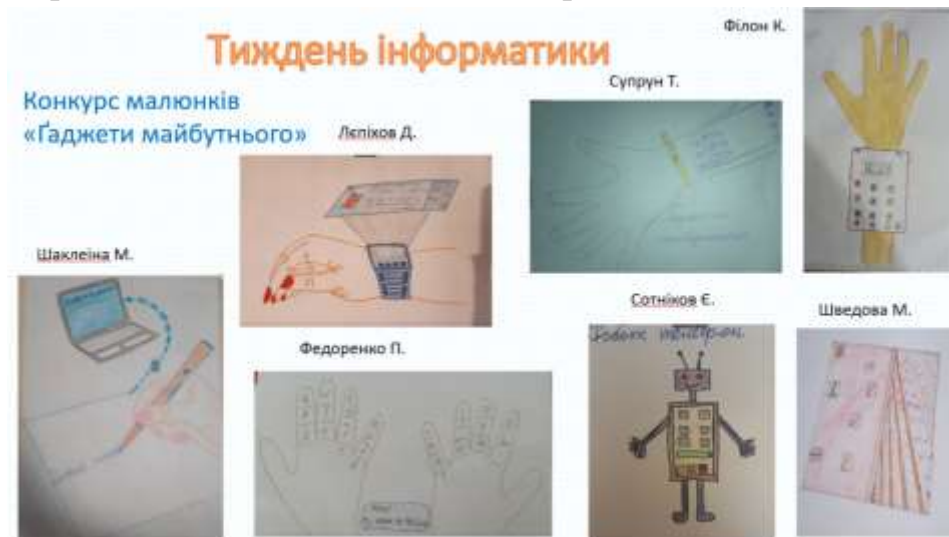 Тиждень інформатики
Конкурс малюнків
«Ґаджети майбутнього»
Філон К.
Супрун Т.
Лєпіхов Д.
Шаклеіна М.
Федоренко П.
Сотніков Є.
Шведова М.